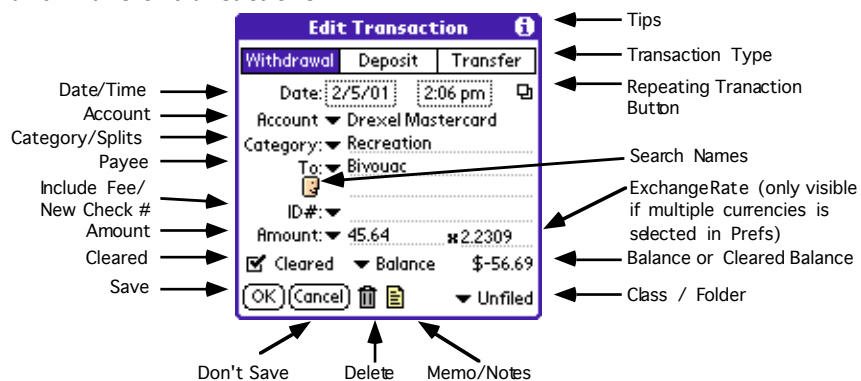 Edit Transaction
Tips
Withdrawal Deposit Transfer
Transaction Type
Date/Time
Date: 2/5/01 2:06 pm
Repeating Tranaction
Button
Account
Account Drexel Mastercard
Category/Splits
Category: Recreation
Payee
To: Bivouac
Search Names
Include Fee/
New Check #
ID#:
ExchangeRate (only visible
if multiple currencies is
selected in Prefs)
Amount
Amount: 45.64 x2.2309
Cleared
Cleared Balance $-56.69
Balance or Cleared Balance
Save
OK Cancel Unfiled
Class / Folder
Don't Save Delete Memo/Notes